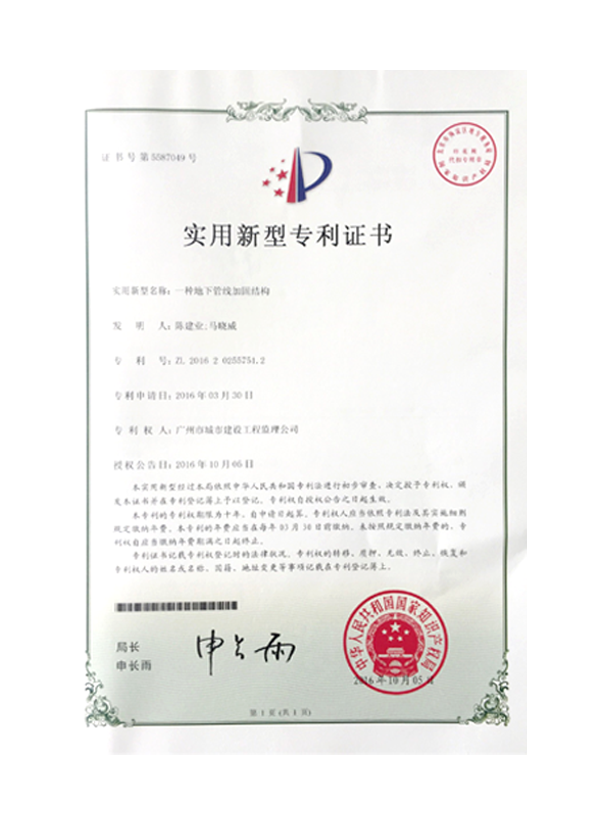 证书号第5587049号
实用新型专利证书
实用新型名称：一种地下管线加固结构
发 明 人：陈建业;马晓威
专 利 号：ZL 2016 2 0255754.2
专利申请日：2016年03月30日
专 利 权 人：广州市城市建设工程监理公司
授权公告日：2016年10月05日
本实用新型经过本局依照中华人民共和国专利法进行初步审查，决定授予专利权，颁
发本证书并在专利登记簿上予以登记。专利权自授权公告之日起生效。
本专利的专利权期限为十年，自申请日起算。专利权人应当依照专利法及其实施细则
规定缴纳年费。本专利的年费应当在每年03月30日前缴纳。未按照规定缴纳年费的，专
利权自应当缴纳年费期满之日起终止。
专利证书记载专利权登记时的法律状况。专利权的转移、质押、无效、终止、恢复和
专利权人的姓名或名称、国籍、地址变更等事项记载在专利登记簿上。
局长
申长雨
申长雨
中华人民共和国国家知识产权局
2016年10月05日
第1页(共1页)